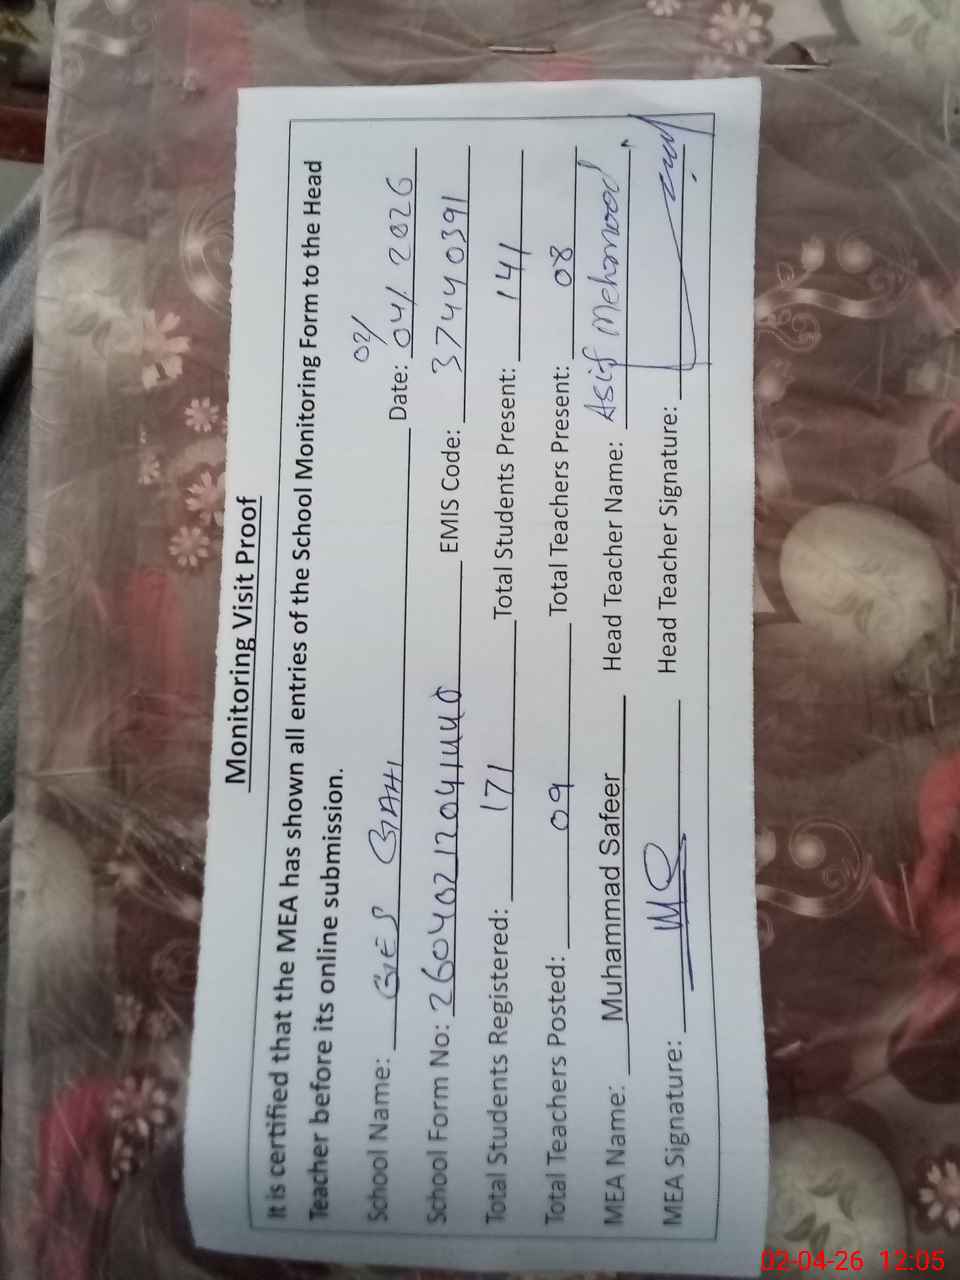 Monitoring Visit Proof
It is certified that the MEA has shown all entries of the School Monitoring Form to the Head
Teacher before its online submission.
School Name: GES BAHI Date: 02/04/2026
School Form No: EMIS Code: 37440391
Total Students Registered: 171 Total Students Present: 141
Total Teachers Posted: 09 Total Teachers Present: 08
MEA Name: Muhammad Safeer Head Teacher Name: Asif Mehmood
MEA Signature: Head Teacher Signature:
02-04-26 12:05